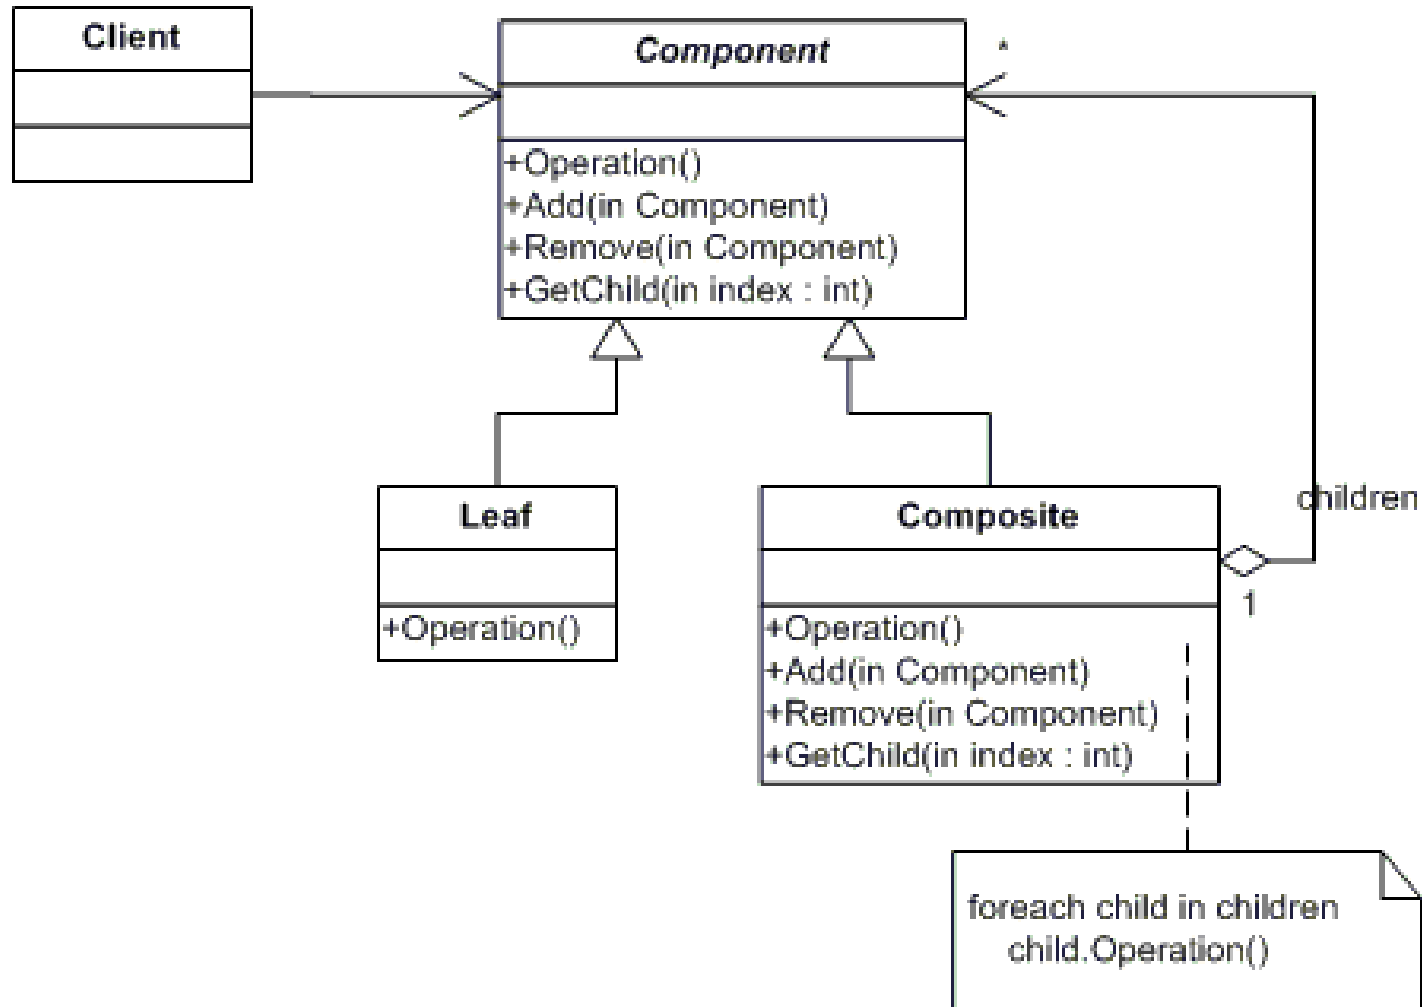 Client
Component
*
+Operation()
+Add(in Component)
+Remove(in Component)
+GetChild(in index : int)
children
Leaf
+Operation()
Composite
1
+Operation()
+Add(in Component)
+Remove(in Component)
+GetChild(in index : int)
foreach child in children
child.Operation()